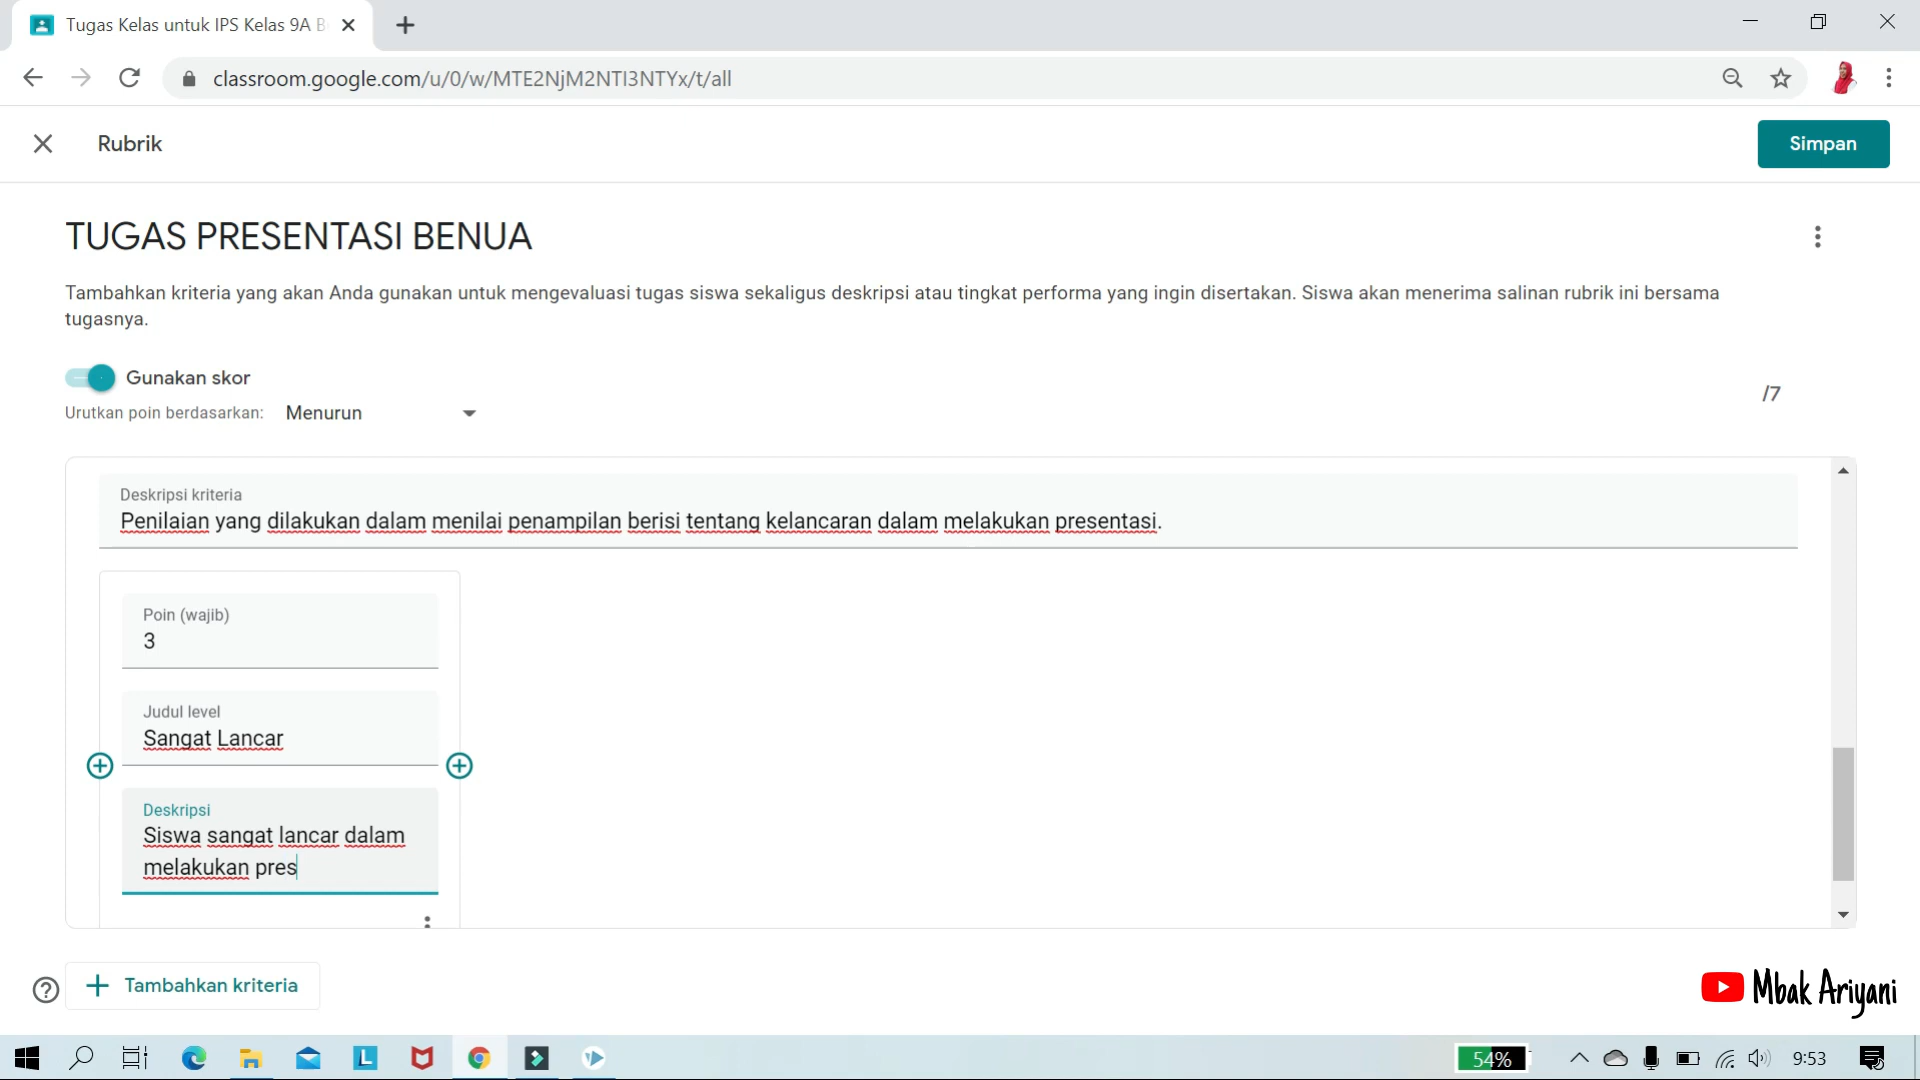 Tugas Kelas untuk IPS Kelas 9A B
classroom.google.com/u/0/w/MTE2NjM2NTI3NTYx/t/all
Rubrik
Simpan
TUGAS PRESENTASI BENUA
Tambahkan kriteria yang akan Anda gunakan untuk mengevaluasi tugas siswa sekaligus deskripsi atau tingkat performa yang ingin disertakan. Siswa akan menerima salinan rubrik ini bersama
tugasnya.
Gunakan skor
/7
Urutkan poin berdasarkan: Menurun
Deskripsi kriteria
Penilaian yang dilakukan dalam menilai penampilan berisi tentang kelancaran dalam melakukan presentasi.
Poin (wajib)
3
Judul level
Sangat Lancar
Deskripsi
Siswa sangat lancar dalam
melakukan pres
Tambahkan kriteria
Mbak Ariyani
54%
9:53